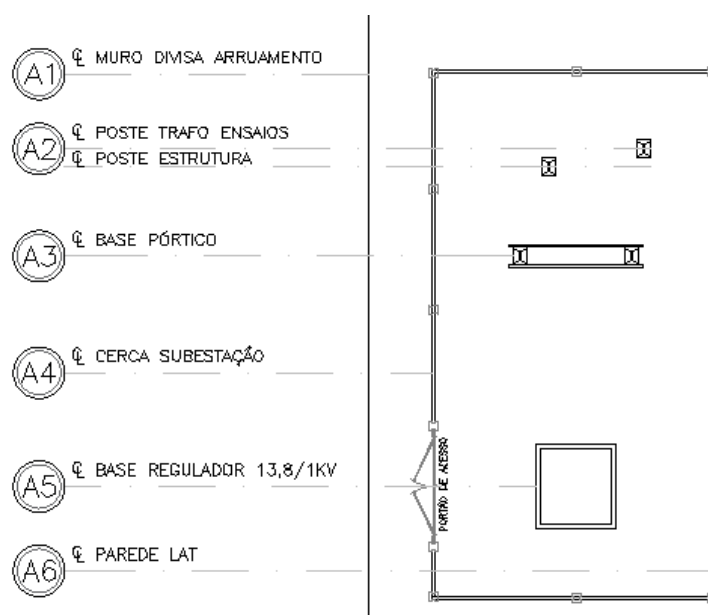 A1 ℄ MURO DIVISA ARRUAMENTO
A2 ℄ POSTE TRAFO ENSAIOS
℄ POSTE ESTRUTURA
A3 ℄ BASE PÓRTICO
A4 ℄ CERCA SUBESTAÇÃO
PORTÃO DE ACESSO
A5 ℄ BASE REGULADOR 13,8/1KV
A6 ℄ PAREDE LAT